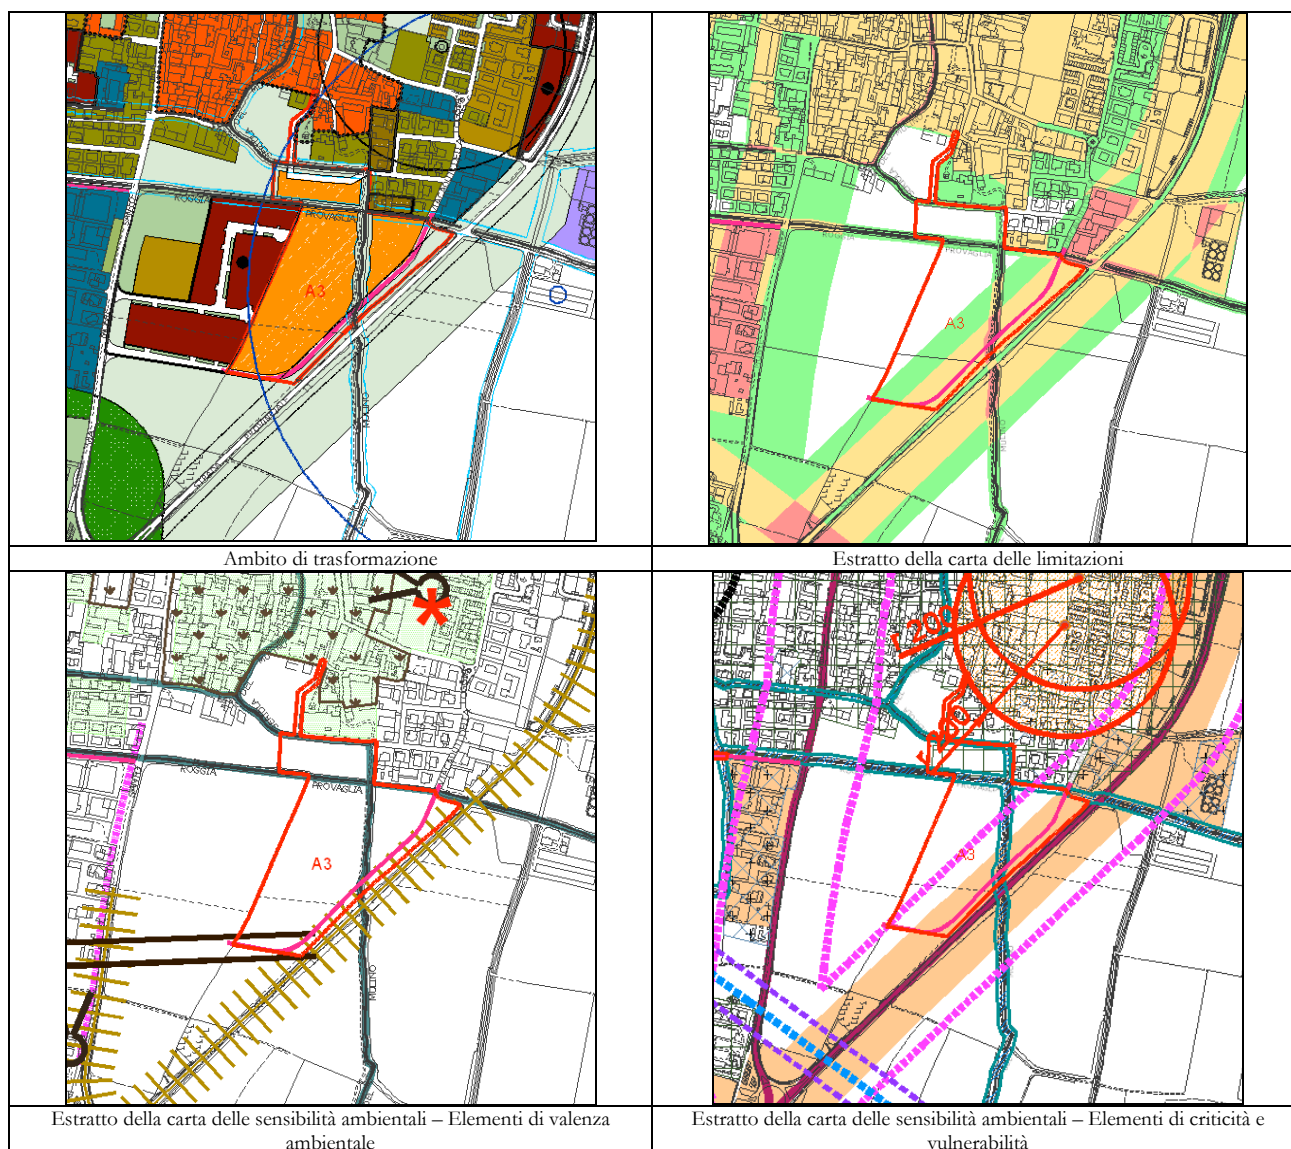 ROGGIA
PROVAGLIA
A3
MULINO
Ambito di trasformazione
PROVAGLIA
A3
Estratto della carta delle limitazioni
ROGGIA
PROVAGLIA
A3
MULINO
Estratto della carta delle sensibilità ambientali – Elementi di valenza
ambientale
r 200
A3
Estratto della carta delle sensibilità ambientali – Elementi di criticità e
vulnerabilità